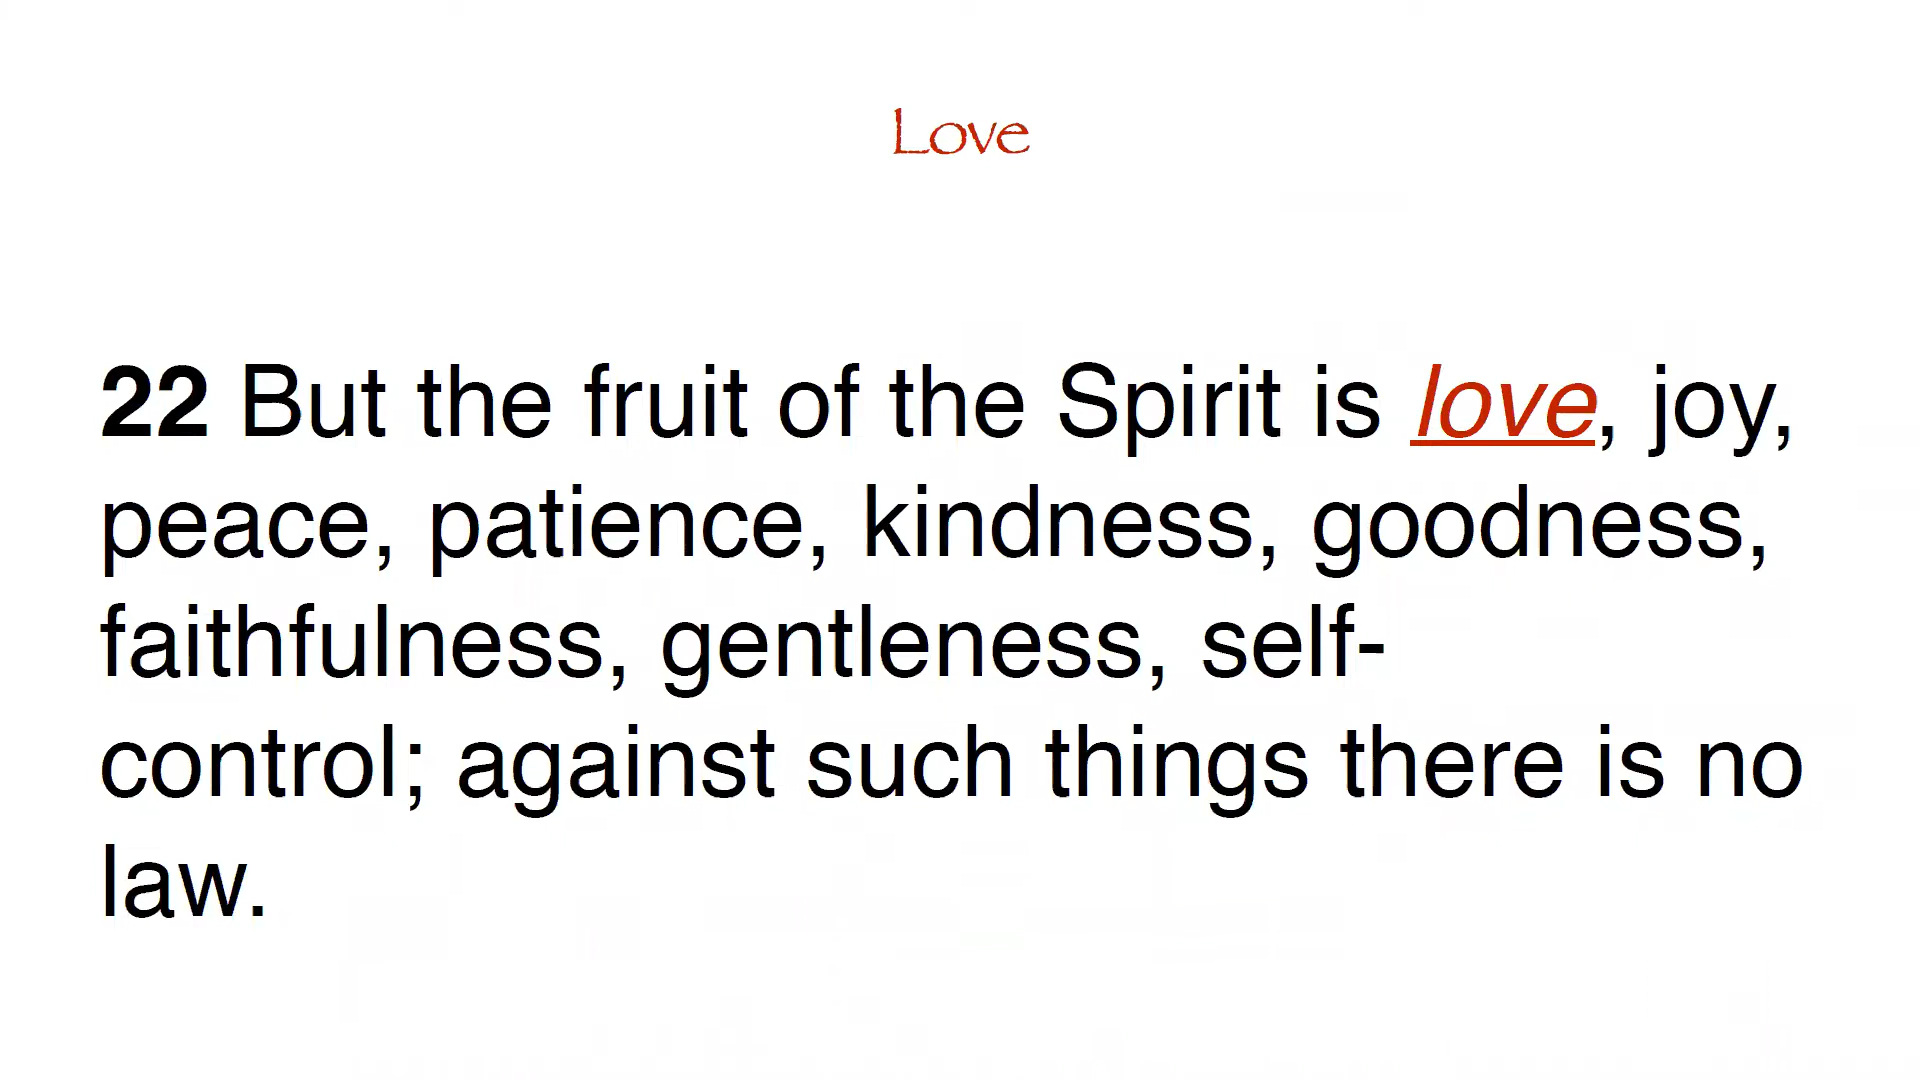 Love
22 But the fruit of the Spirit is love, joy,
peace, patience, kindness, goodness,
faithfulness, gentleness, self-
control; against such things there is no
law.